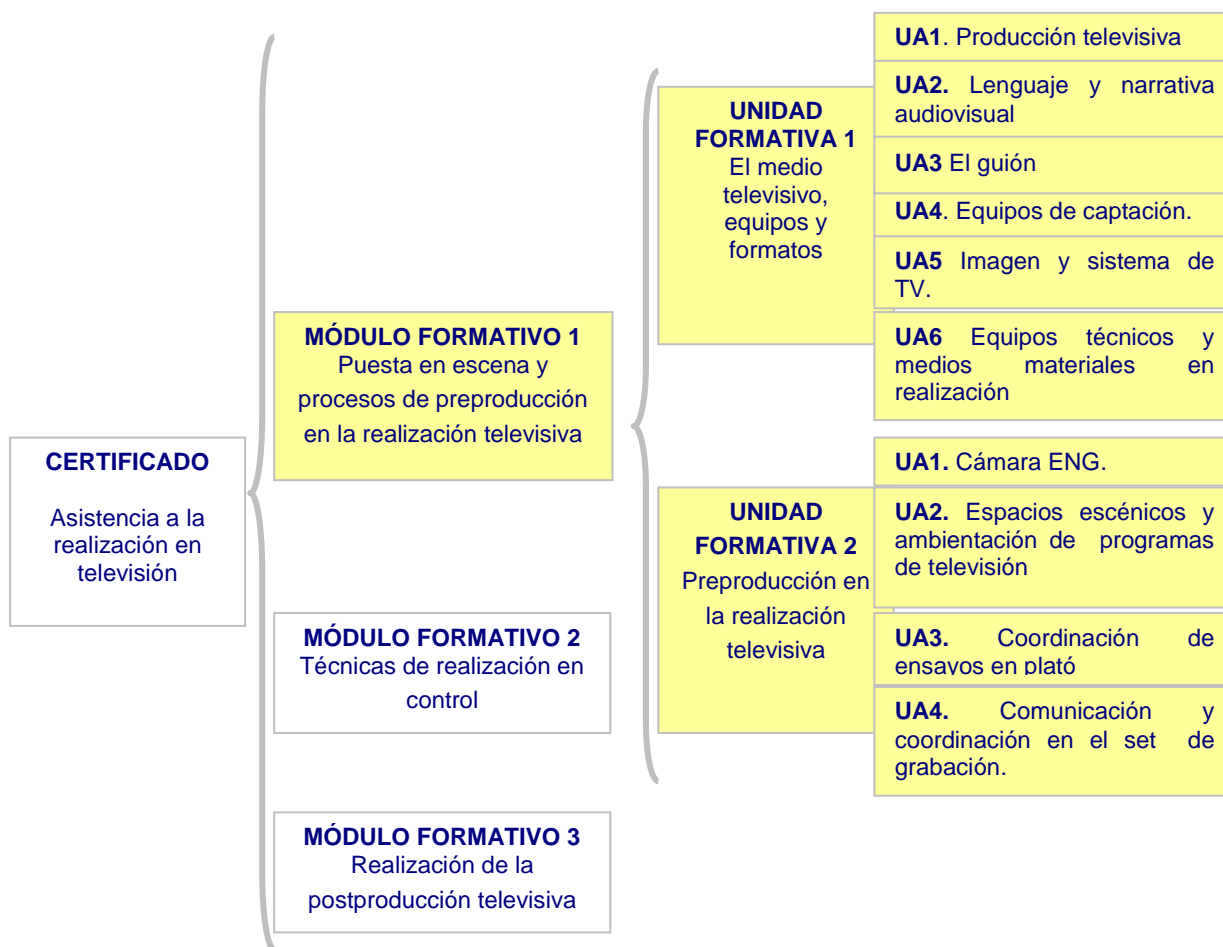 CERTIFICADO
Asistencia a la
realización en
televisión
MÓDULO FORMATIVO 1
Puesta en escena y
procesos de preproducción
en la realización televisiva
MÓDULO FORMATIVO 2
Técnicas de realización en
control
MÓDULO FORMATIVO 3
Realización de la
postproducción televisiva
UNIDAD
FORMATIVA 1
El medio
televisivo,
equipos y
formatos
UNIDAD
FORMATIVA 2
Preproducción en
la realización
televisiva
UA1. Producción televisiva
UA2. Lenguaje y narrativa
audiovisual
UA3 El guión
UA4. Equipos de captación.
UA5 Imagen y sistema de
TV.
UA6 Equipos técnicos y
medios materiales en
realización
UA1. Cámara ENG.
UA2. Espacios escénicos y
ambientación de programas
de televisión
UA3. Coordinación de
ensayos en plató
UA4. Comunicación y
coordinación en el set de
grabación.